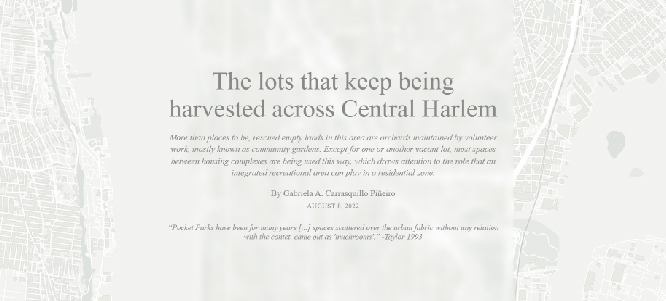 The lots that keep being
harvested across Central Harlem
More than places to be, rescued empty lands in this area are orchards maintained by volunteer
work, mostly known as community gardens. Except for one or another vacant lot, most spaces
between housing complexes are being used this way, which draws attention to the role that an
integrated recreational area can play in a residential zone.
By Gabriela A. Carrasquillo Piñeiro
AUGUST 8, 2022
"Pocket Parks have been for many years [...] spaces scattered over the urban fabric without any relation
with the contet, came out as "mushrooms"." -Taylor 1993